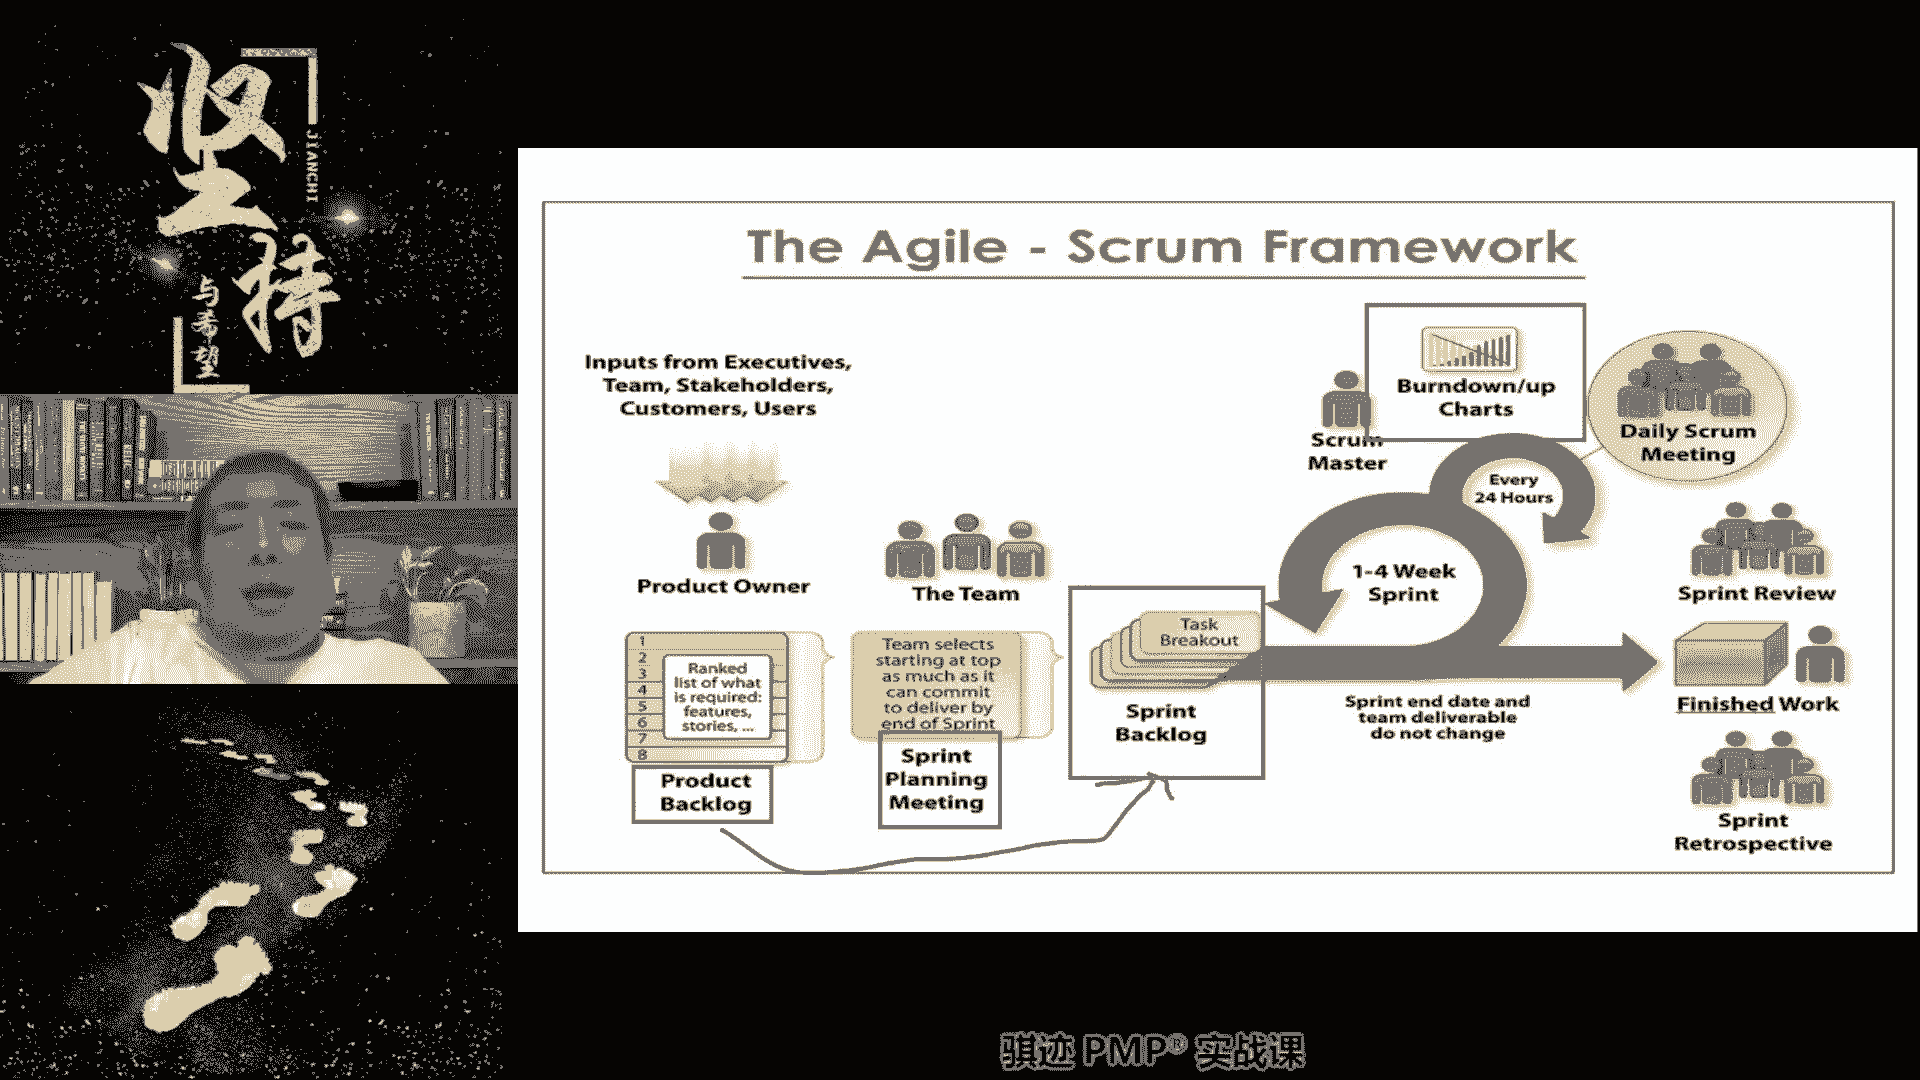 坚持
JIANCHI
与希望
The Agile - Scrum Framework
Inputs from Executives,
Team, Stakeholders,
Customers, Users
Product Owner
The Team
1
2
3
4
5
6
7
8
Ranked
list of what
is required:
features,
stories, ...
Product
Backlog
Team selects
starting at top
as much as it
can commit
to deliver by
end of Sprint
Sprint
Planning
Meeting
Task
Breakout
Sprint
Backlog
Scrum
Master
Burndown/up
Charts
Every
24 Hours
1-4 Week
Sprint
Daily Scrum
Meeting
Sprint end date and
team deliverable
do not change
Sprint Review
Finished Work
Sprint
Retrospective
骐迹 PMP® 实战课